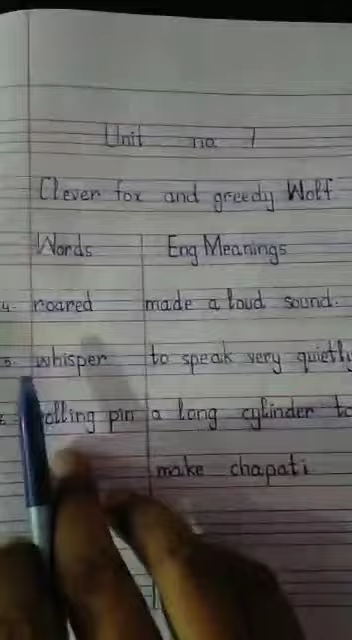 Unit no 1
Clever fox and greedy Wolf
Words Eng Meanings
4. roared made a loud sound.
5. whisper to speak very quietly
olling pin a long cylinder to
make chapati